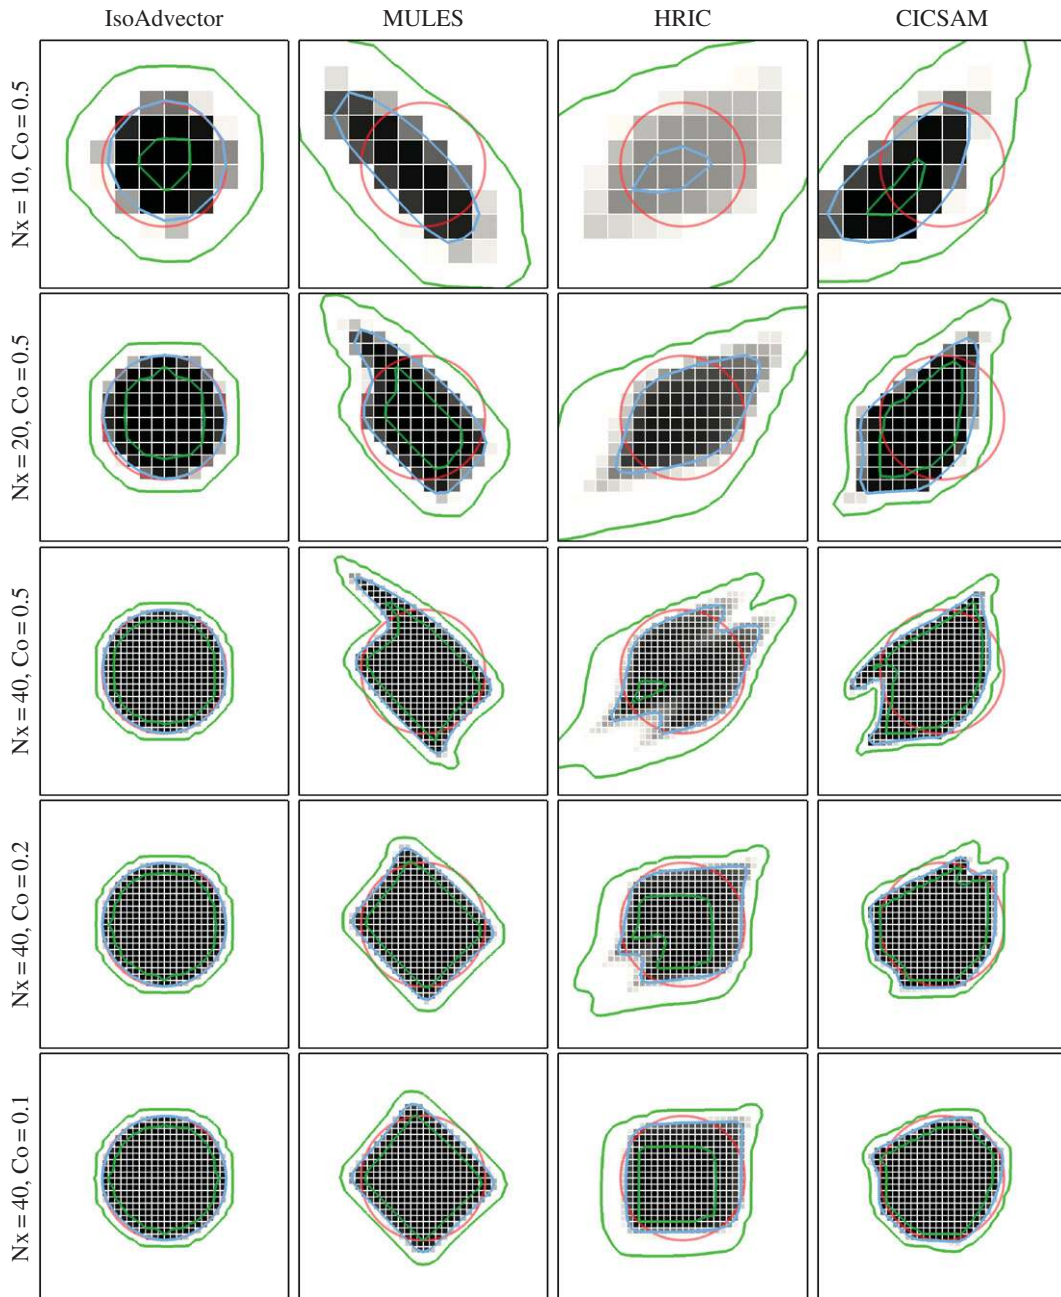 IsoAdvector MULES HRIC CICSAM
Nx = 10, Co = 0.5
Nx = 20, Co = 0.5
Nx = 40, Co = 0.5
Nx = 40, Co = 0.2
Nx = 40, Co = 0.1